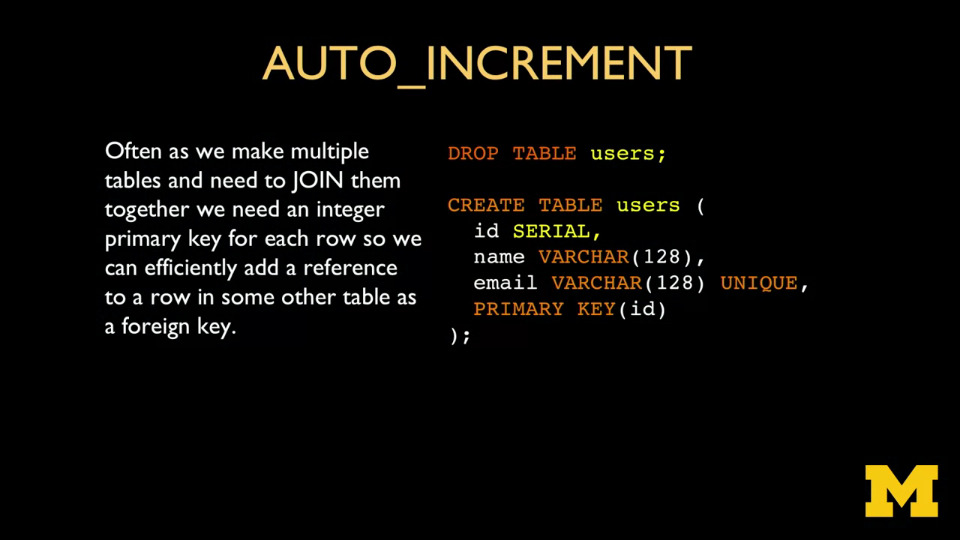 AUTO_INCREMENT
Often as we make multiple
tables and need to JOIN them
together we need an integer
primary key for each row so we
can efficiently add a reference
to a row in some other table as
a foreign key.
DROP TABLE users;
CREATE TABLE users (
  id SERIAL,
  name VARCHAR(128),
  email VARCHAR(128) UNIQUE,
  PRIMARY KEY(id)
);
M